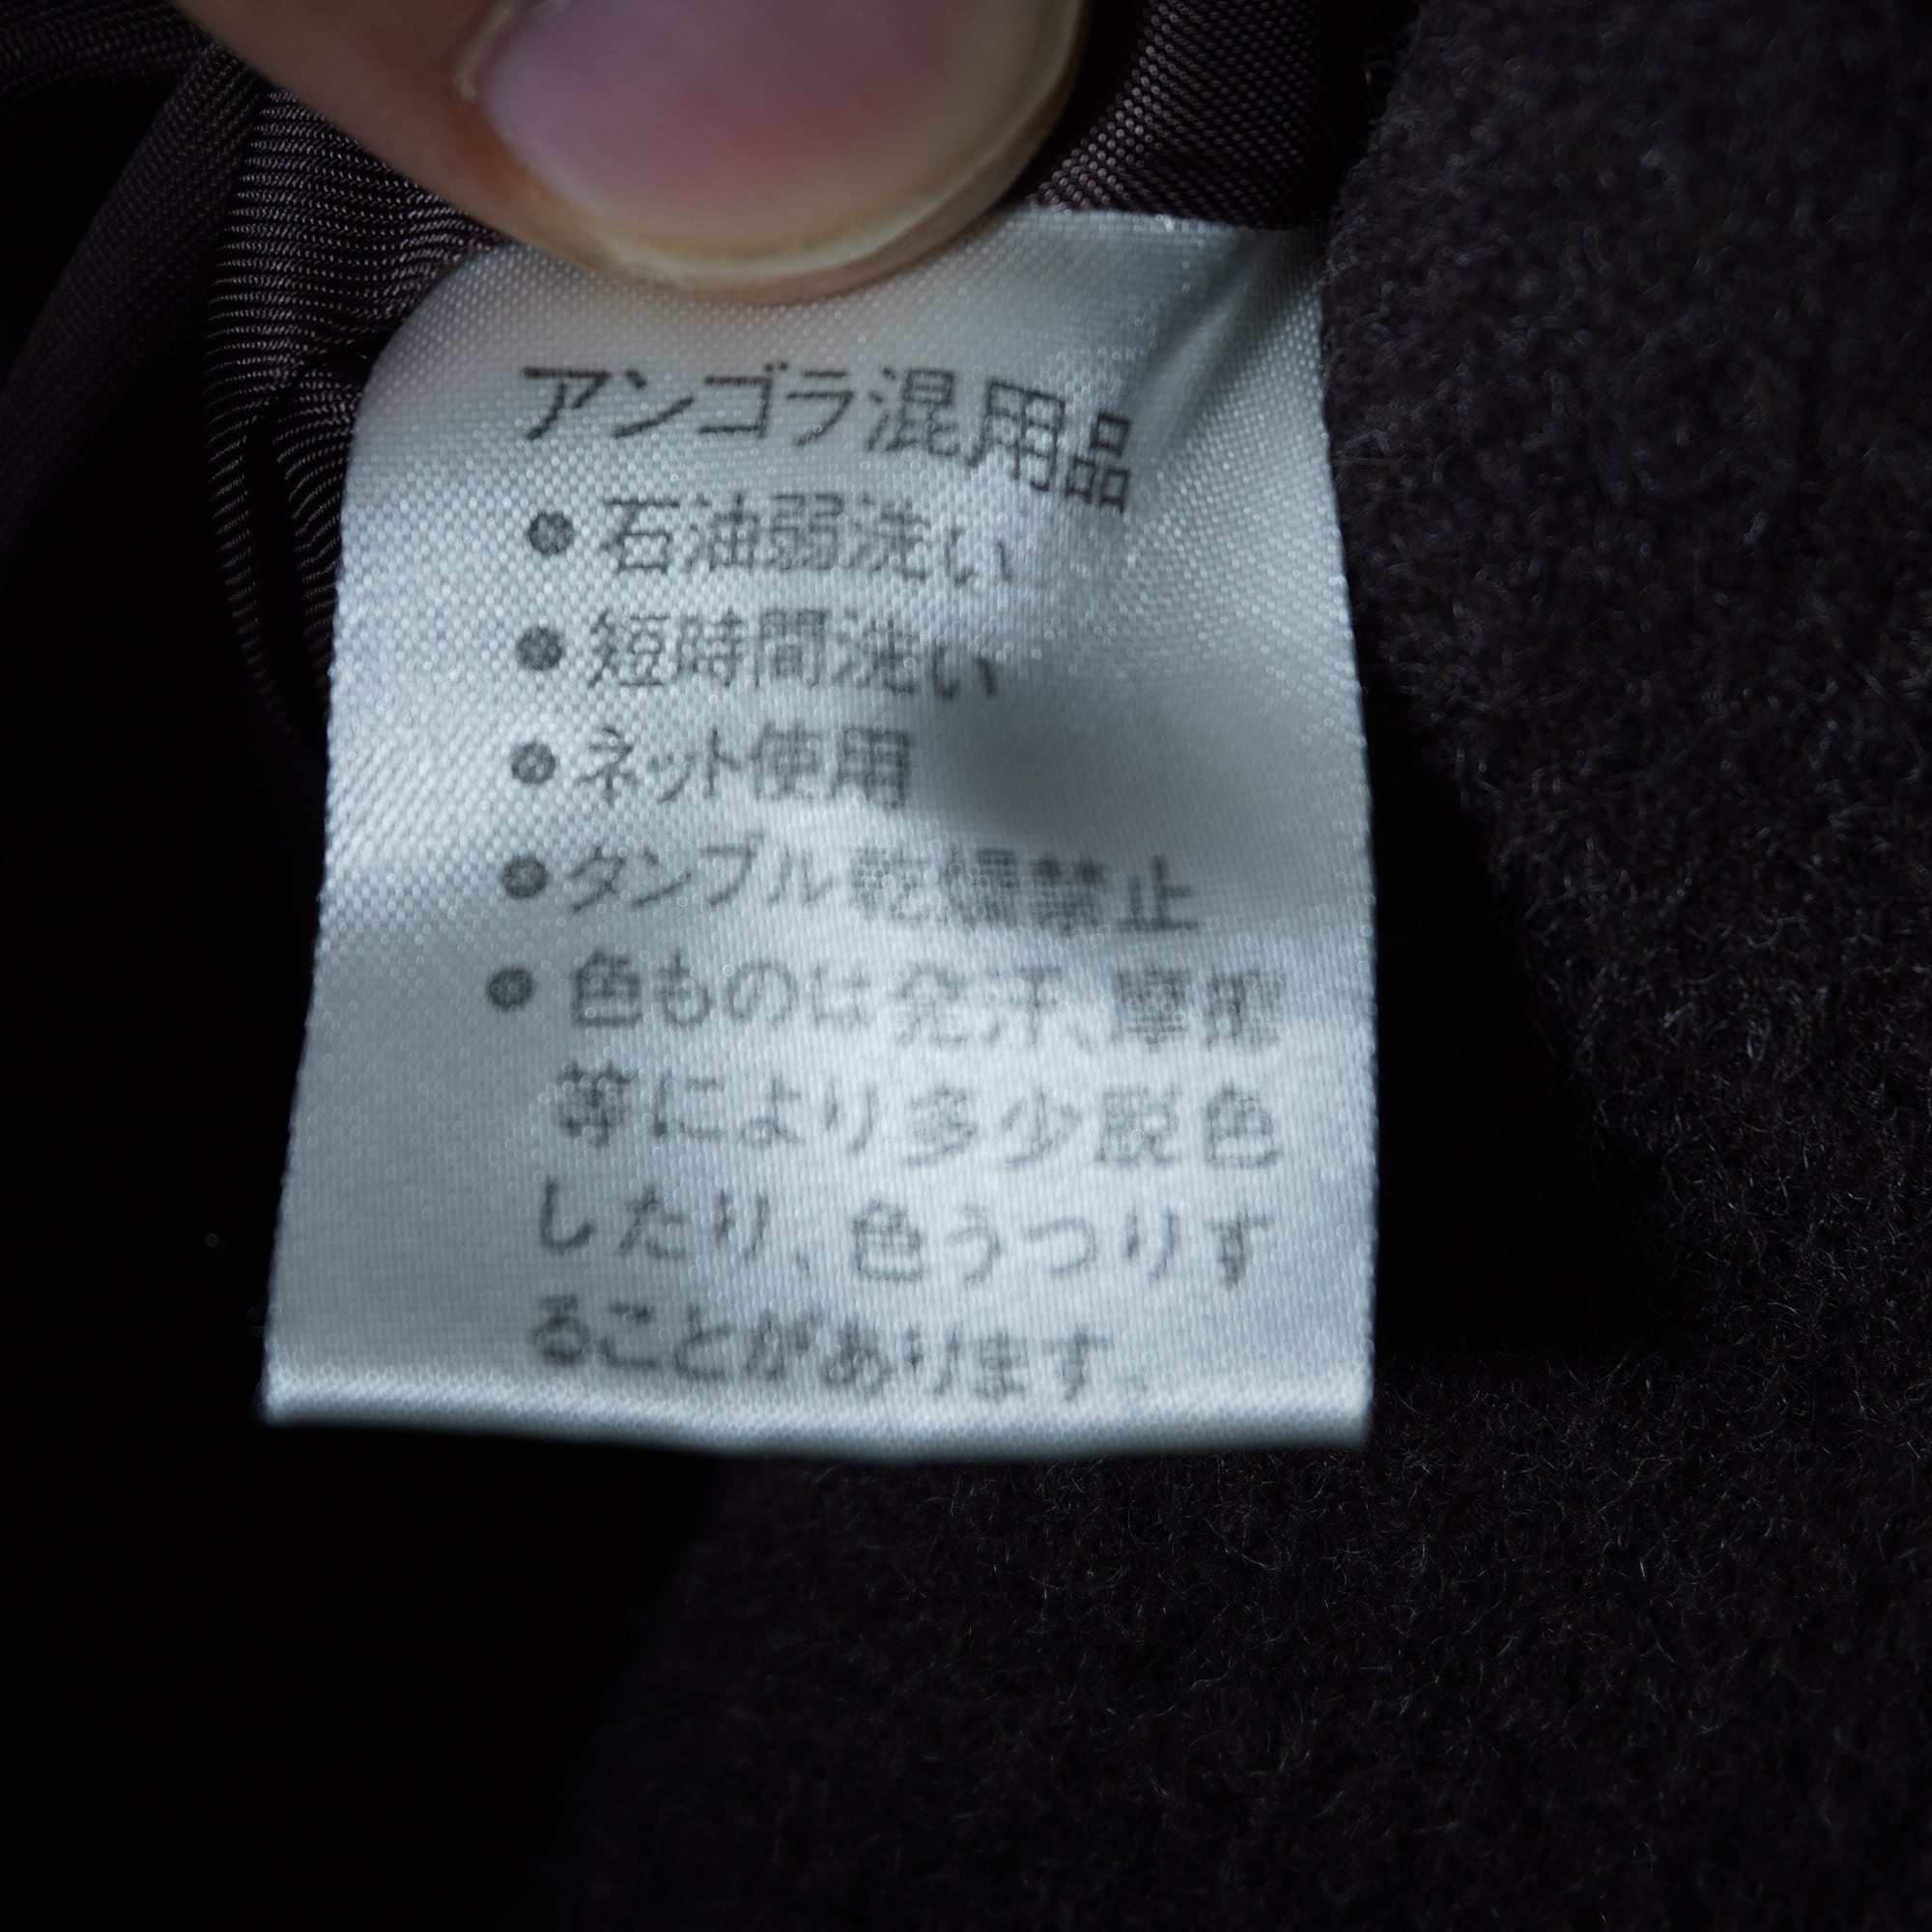 アンゴラ混用品
●石油弱洗い
●短時間洗い
●ネット使用
●タンブル乾燥禁止
●色ものは発汗、摩擦
等により多少脱色
したり、色うつりす
ることがあります。